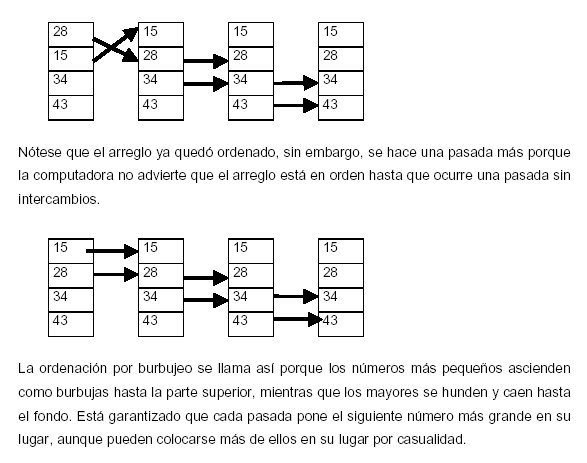 28 15 15 15
15 28 28 28
34 34 34 34
43 43 43 43
Nótese que el arreglo ya quedó ordenado, sin embargo, se hace una pasada más porque
la computadora no advierte que el arreglo está en orden hasta que ocurre una pasada sin
intercambios.
15 15 15 15
28 28 28 28
34 34 34 34
43 43 43 43
La ordenación por burbujeo se llama así porque los números más pequeños ascienden
como burbujas hasta la parte superior, mientras que los mayores se hunden y caen hasta
el fondo. Está garantizado que cada pasada pone el siguiente número más grande en su
lugar, aunque pueden colocarse más de ellos en su lugar por casualidad.